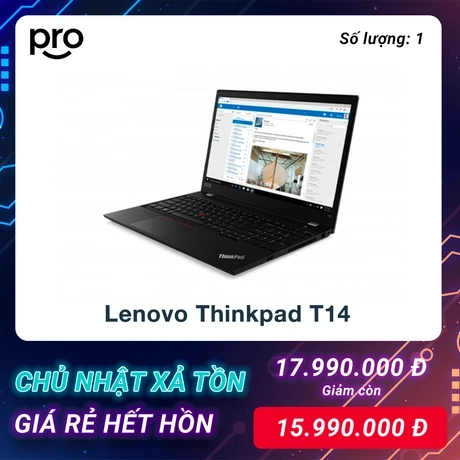 pro
Số lượng: 1
ThinkPad
Lenovo Thinkpad T14
CHỦ NHẬT XẢ TỒN
GIÁ RẺ HẾT HỒN
17.990.000 Đ
Giảm còn
15.990.000 Đ